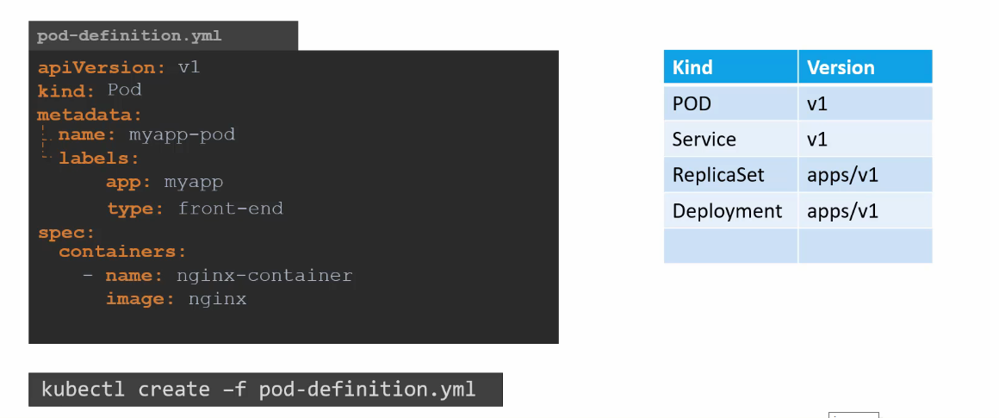 pod-definition.yml
apiVersion: v1
kind: Pod
metadata:
name: myapp-pod
labels:
app: myapp
type: front-end
spec:
containers:
- name: nginx-container
image: nginx
kubectl create –f pod-definition.yml
Kind Version
POD v1
Service v1
ReplicaSet apps/v1
Deployment apps/v1